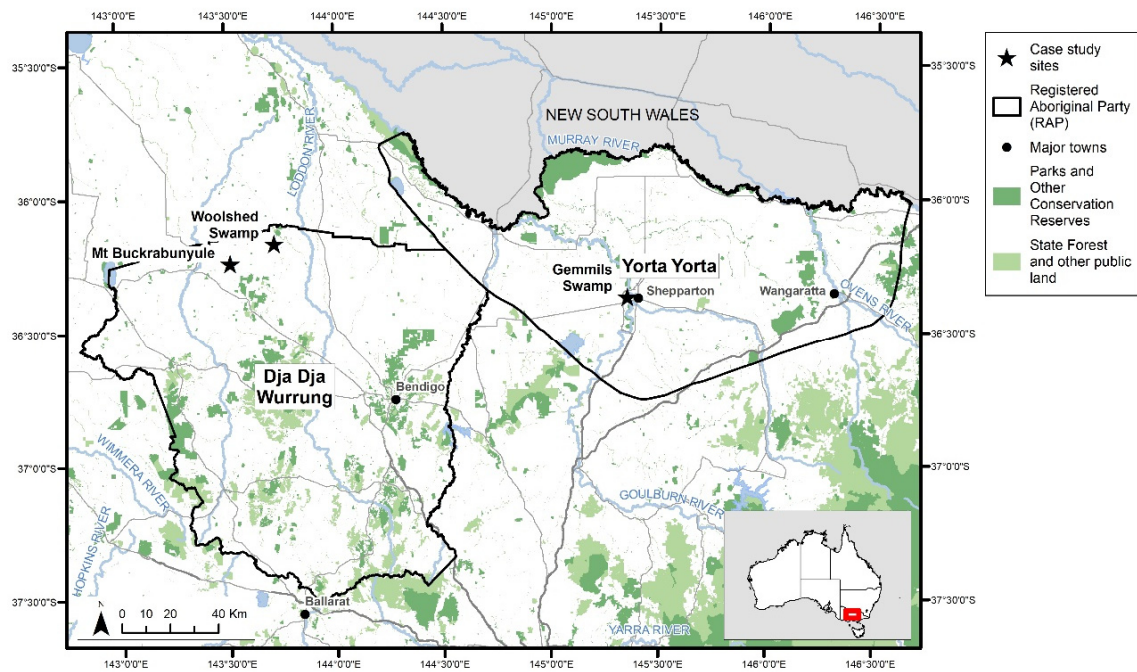 143°0'0"E 143°30'0"E 144°0'0"E 144°30'0"E 145°0'0"E 145°30'0"E 146°0'0"E 146°30'0"E
35°30'0"S
36°0'0"S
36°30'0"S
37°0'0"S
37°30'0"S
NEW SOUTH WALES
MURRAY RIVER
LODDON RIVER
Woolshed
Swamp
Mt Buckrabunyule
Gemmils
Swamp
Yorta Yorta
Shepparton
Wangaratta
OVENS RIVER
Dja Dja
Wurrung
Bendigo
WIMMERA RIVER
HOPKINS RIVER
GOULBURN RIVER
YARRA RIVER
Ballarat
N
0 10 20 40 Km
35°30'0"S
36°0'0"S
36°30'0"S
37°0'0"S
37°30'0"S
143°0'0"E 143°30'0"E 144°0'0"E 144°30'0"E 145°0'0"E 145°30'0"E 146°0'0"E 146°30'0"E
Case study
sites
Registered
Aboriginal Party
(RAP)
Major towns
Parks and
Other
Conservation
Reserves
State Forest
and other public
land